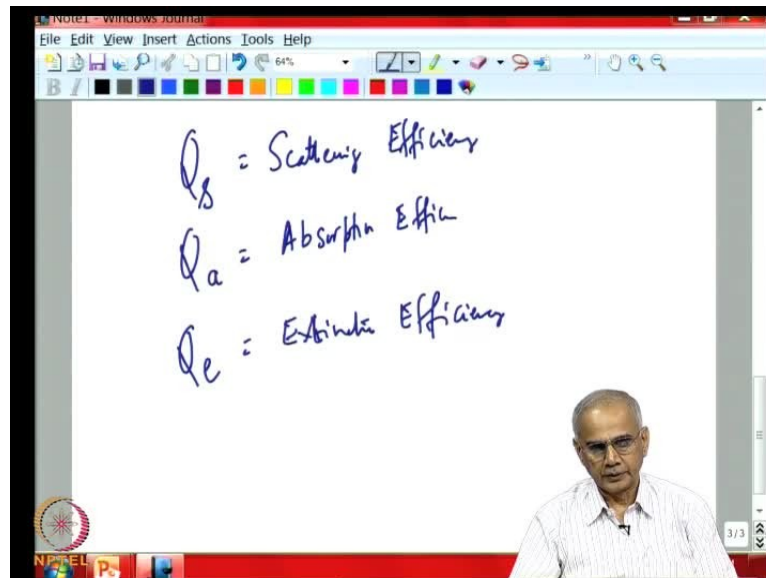 Note1 - Windows Journal
File Edit View Insert Actions Tools Help
64%
B I
Qs = Scattering Efficiency
Qa = Absorption Effici
Qe = Extinction Efficiency
3/3
NPTEL